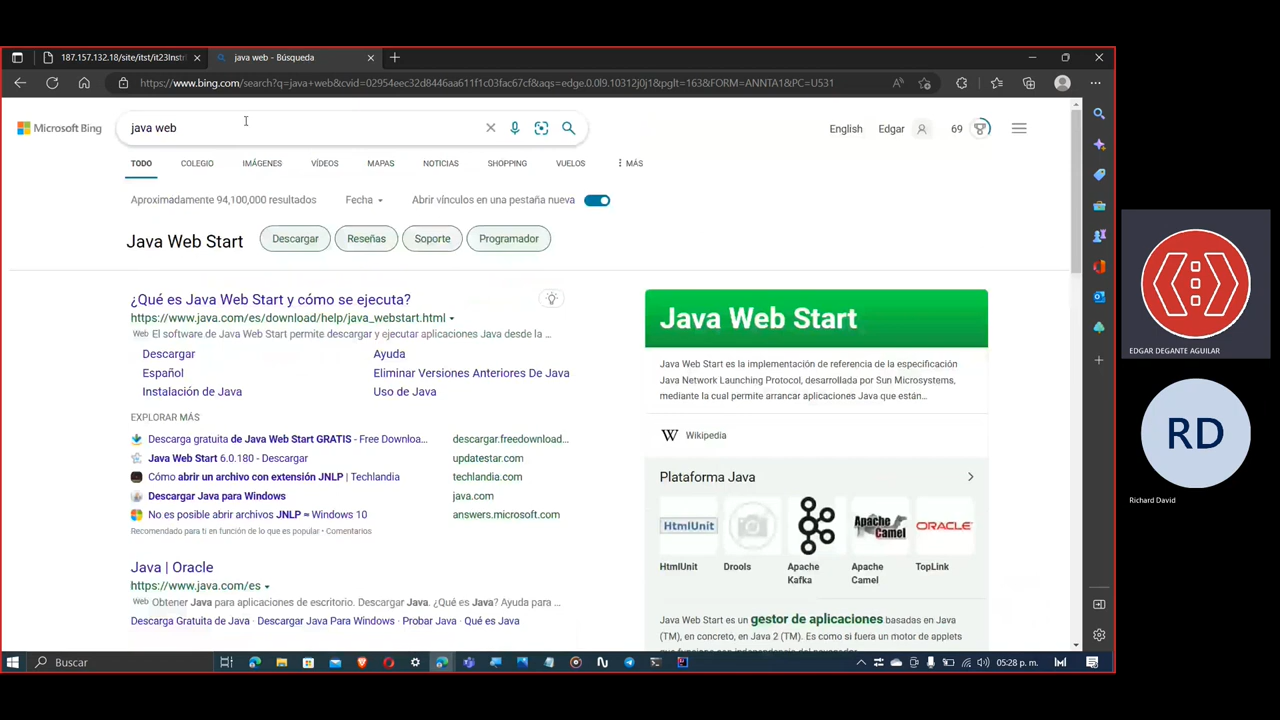 187.157.132.18/site/itst/it23Instr
java web - Búsqueda
https://www.bing.com/search?q=java+web&cvid=02954eec32d8446aa611f1c03fac67cf&aqs=edge.0.0l9.10312j0j1&pglt=163&FORM=ANNTA1&PC=U531
Microsoft Bing
java web
English
Edgar
69
TODO
COLEGIO
IMÁGENES
VÍDEOS
MAPAS
NOTICIAS
SHOPPING
VUELOS
MÁS
Aproximadamente 94,100,000 resultados
Fecha
Abrir vínculos en una pestaña nueva
Java Web Start
Descargar
Reseñas
Soporte
Programador
¿Qué es Java Web Start y cómo se ejecuta?
https://www.java.com/es/download/help/java_webstart.html
Web El software de Java Web Start permite descargar y ejecutar aplicaciones Java desde la ...
Descargar
Ayuda
Español
Eliminar Versiones Anteriores De Java
Instalación de Java
Uso de Java
EXPLORAR MÁS
Descarga gratuita de Java Web Start GRATIS - Free Downloa...
descargar.freedownload...
Java Web Start 6.0.180 - Descargar
updatestar.com
Cómo abrir un archivo con extensión JNLP | Techlandia
techlandia.com
Descargar Java para Windows
java.com
No es posible abrir archivos JNLP = Windows 10
answers.microsoft.com
Recomendado para ti en función de lo que es popular • Comentarios
Java | Oracle
https://www.java.com/es
Web Obtener Java para aplicaciones de escritorio. Descargar Java. ¿Qué es Java? Ayuda para ...
Descarga Gratuita de Java · Descargar Java Para Windows · Probar Java · Qué es Java
Java Web Start
Java Web Start es la implementación de referencia de la especificación
Java Network Launching Protocol, desarrollada por Sun Microsystems,
mediante la cual permite arrancar aplicaciones Java que están...
W Wikipedia
Plataforma Java
HtmlUnit
Apache
Camel
ORACLE
HtmlUnit
Drools
Apache
Kafka
Apache
Camel
TopLink
Java Web Start es un gestor de aplicaciones basadas en Java
(TM), en concreto, en Java 2 (TM). Es como si fuera un motor de applets
Buscar
05:28 p. m.
EDGAR DEGANTE AGUILAR
RD
Richard David